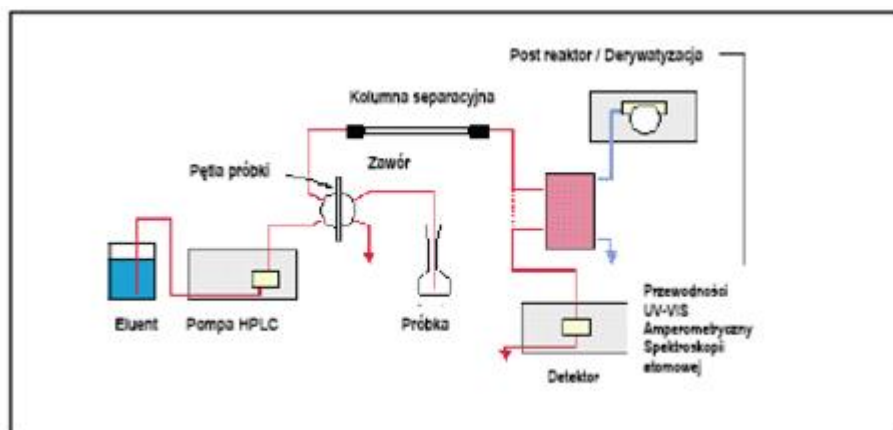 Post reaktor / Derywatyzacja
Kolumna separacyjna
Zawór
Pętla próbki
Eluent
Pompa HPLC
Próbka
Detektor
Przewodności
UV-VIS
Amperometryczny
Spektroskopii
atomowej